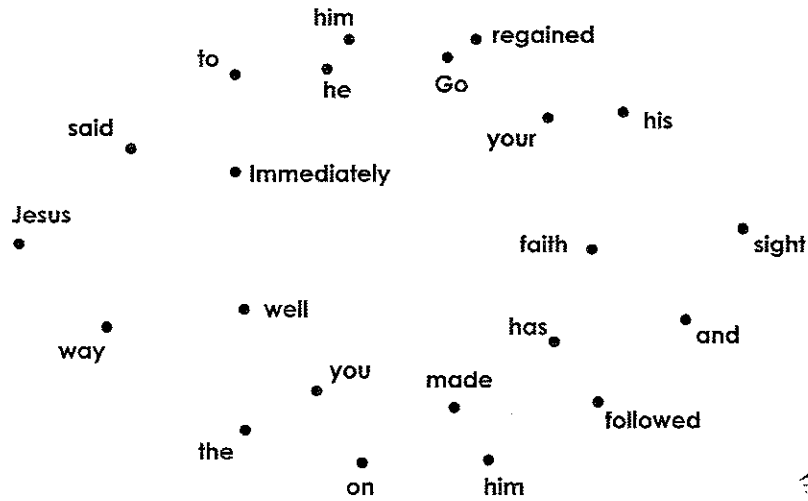 him
regained
to
he
Go
said
your
his
Immediately
Jesus
faith
sight
well
has
and
way
you
made
followed
the
on
him